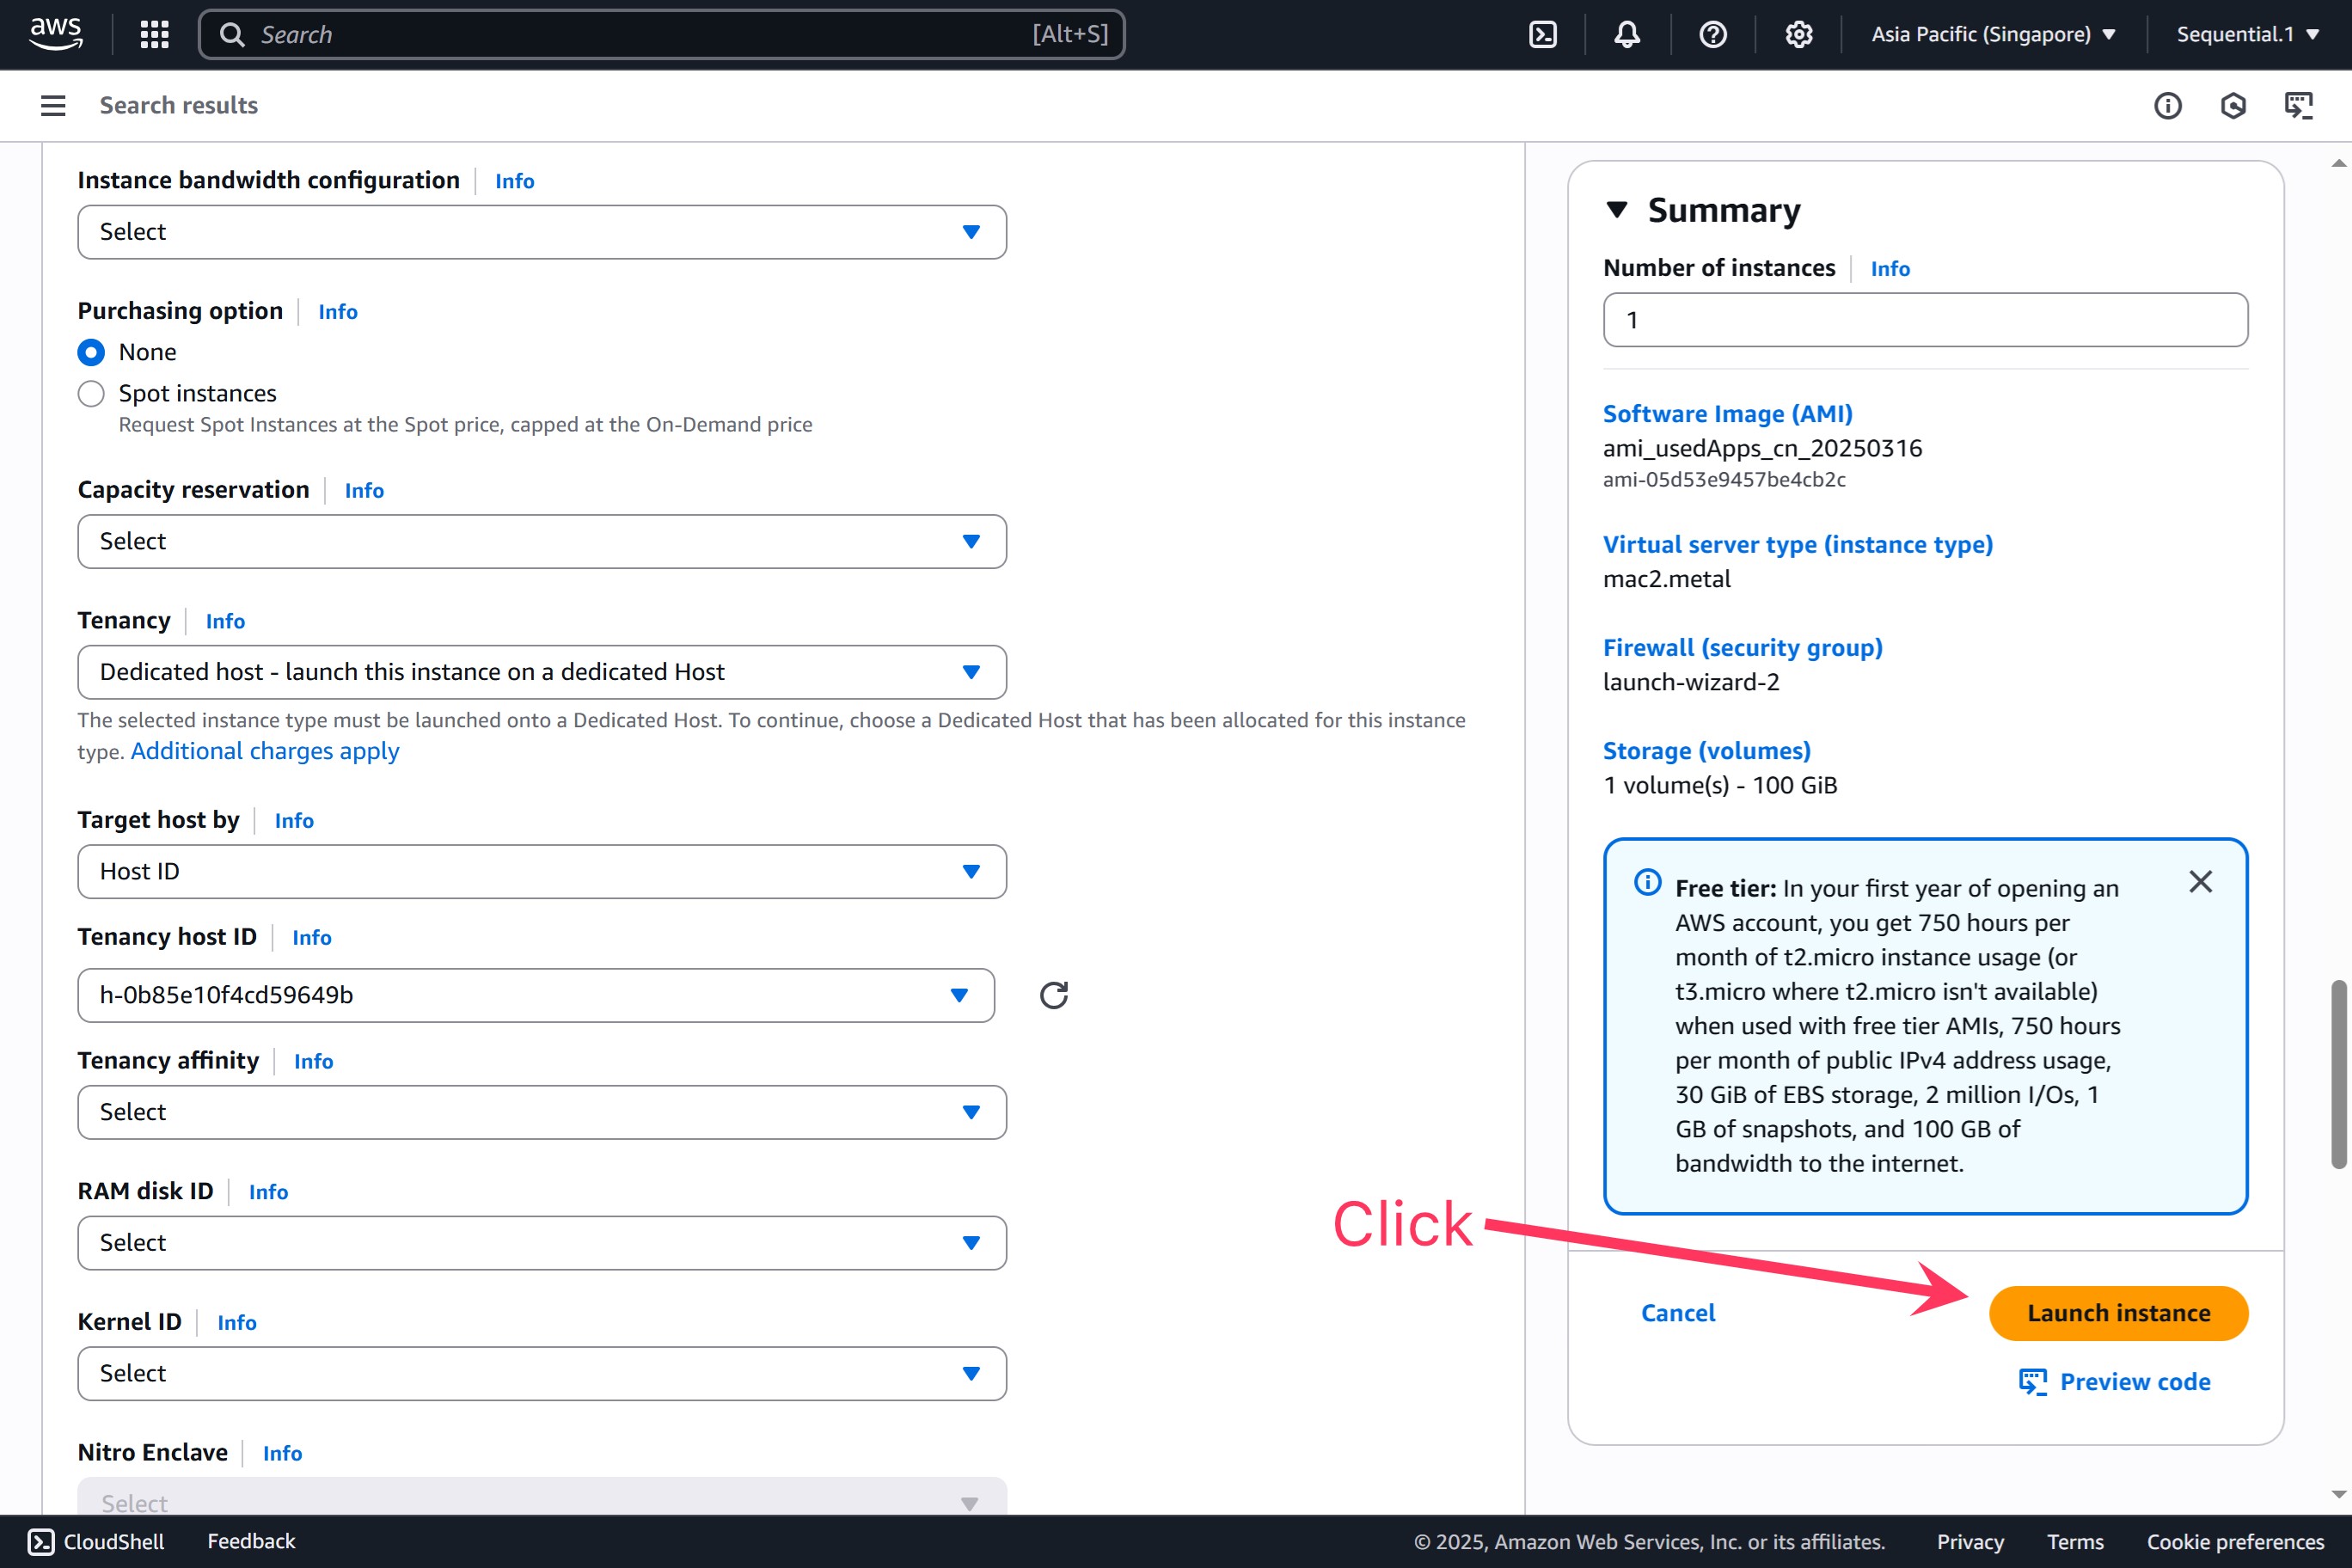 aws
Search [Alt+S]
Asia Pacific (Singapore)
Sequential.1
Search results
Instance bandwidth configuration Info
Select
Purchasing option Info
None
Spot instances
Request Spot Instances at the Spot price, capped at the On-Demand price
Capacity reservation Info
Select
Tenancy Info
Dedicated host - launch this instance on a dedicated Host
The selected instance type must be launched onto a Dedicated Host. To continue, choose a Dedicated Host that has been allocated for this instance
type. Additional charges apply
Target host by Info
Host ID
Tenancy host ID Info
h-0b85e10f4cd59649b
Tenancy affinity Info
Select
RAM disk ID Info
Select
Kernel ID Info
Select
Nitro Enclave Info
Select
Summary
Number of instances Info
1
Software Image (AMI)
ami_usedApps_cn_20250316
ami-05d53e9457be4cb2c
Virtual server type (instance type)
mac2.metal
Firewall (security group)
launch-wizard-2
Storage (volumes)
1 volume(s) - 100 GiB
Free tier: In your first year of opening an
AWS account, you get 750 hours per
month of t2.micro instance usage (or
t3.micro where t2.micro isn't available)
when used with free tier AMIs, 750 hours
per month of public IPv4 address usage,
30 GiB of EBS storage, 2 million I/Os, 1
GB of snapshots, and 100 GB of
bandwidth to the internet.
Click
Cancel
Launch instance
Preview code
CloudShell
Feedback
© 2025, Amazon Web Services, Inc. or its affiliates.
Privacy
Terms
Cookie preferences